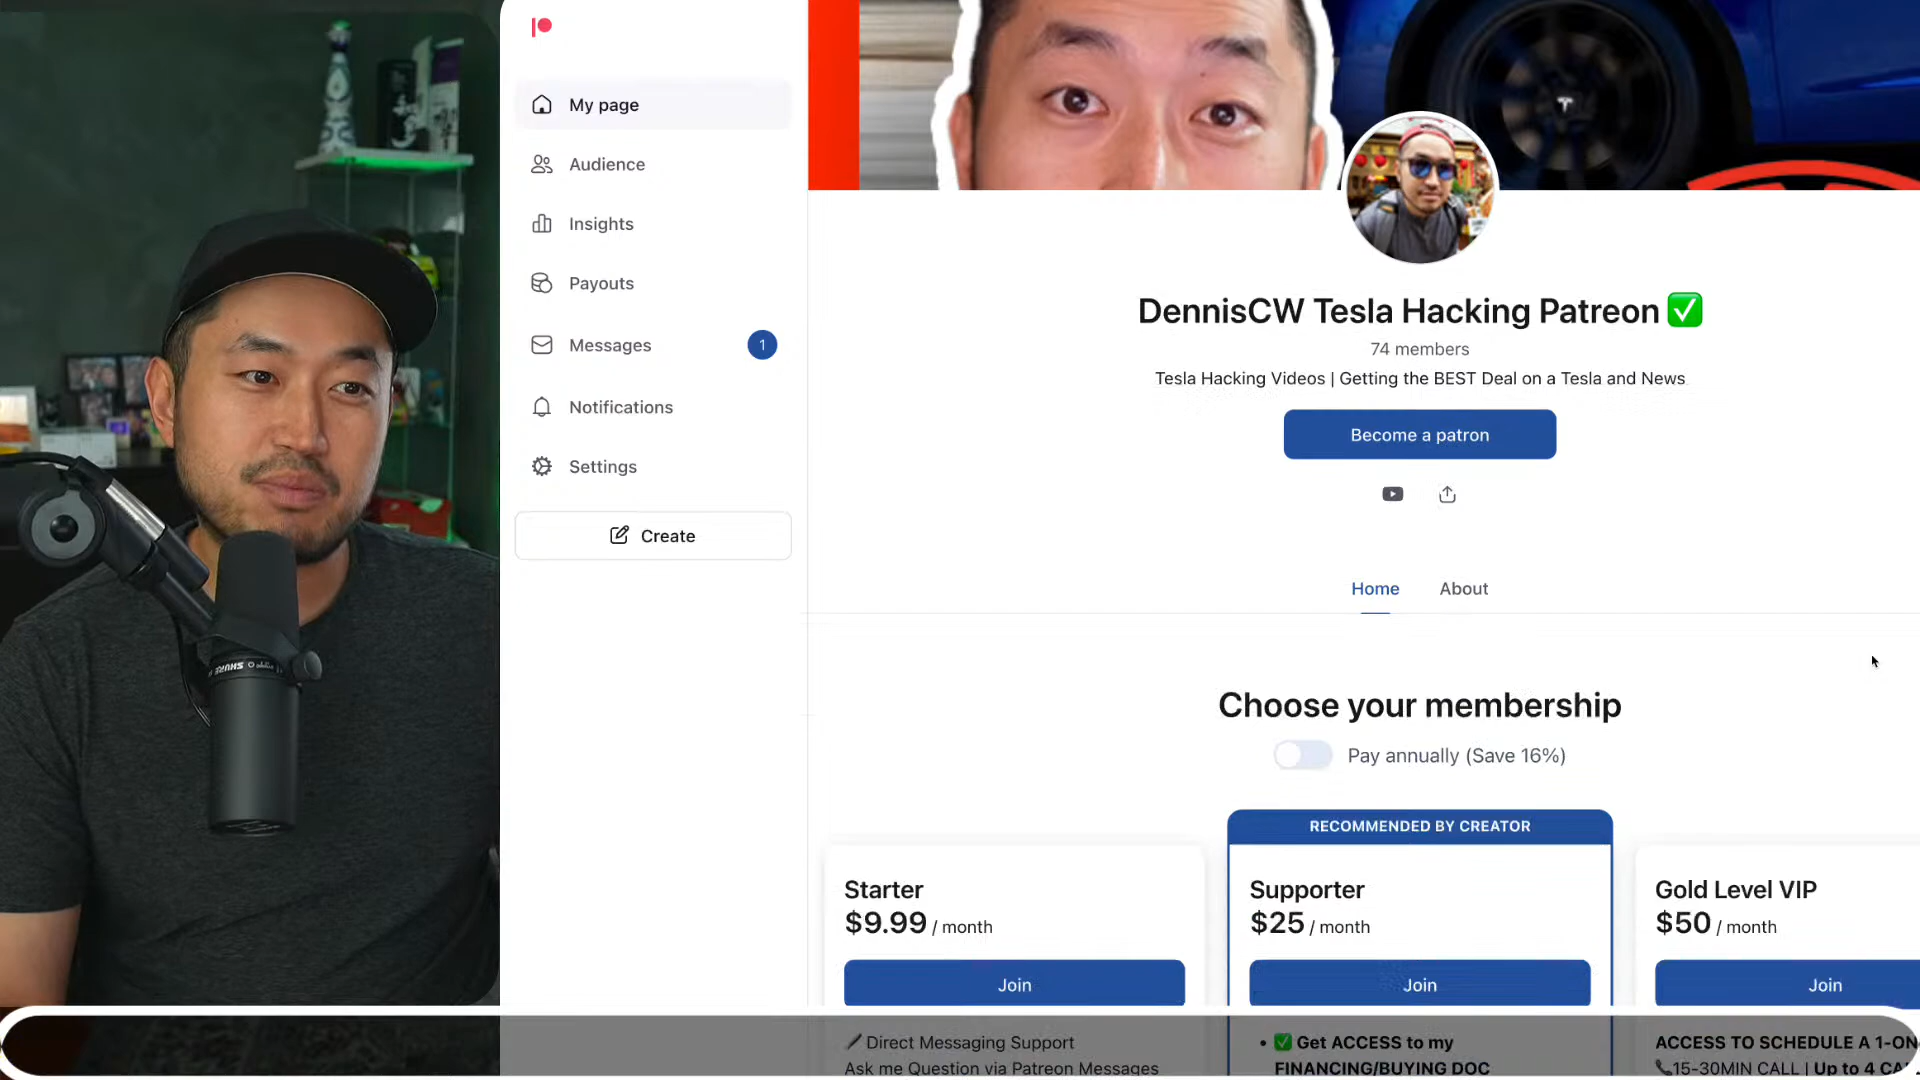 My page
Audience
Insights
Payouts
Messages
1
Notifications
Settings
Create
DennisCW Tesla Hacking Patreon ✅
74 members
Tesla Hacking Videos | Getting the BEST Deal on a Tesla and News
Become a patron
Home
About
Choose your membership
Pay annually (Save 16%)
RECOMMENDED BY CREATOR
Starter
$9.99 / month
Join
🖊️ Direct Messaging Support
Ask me Question via Patreon Messages
Supporter
$25 / month
Join
• ✅ Get ACCESS to my
FINANCING/BUYING DOC
Gold Level VIP
$50 / month
Join
ACCESS TO SCHEDULE A 1-ON
📞15-30MIN CALL | Up to 4 CA
SHURE